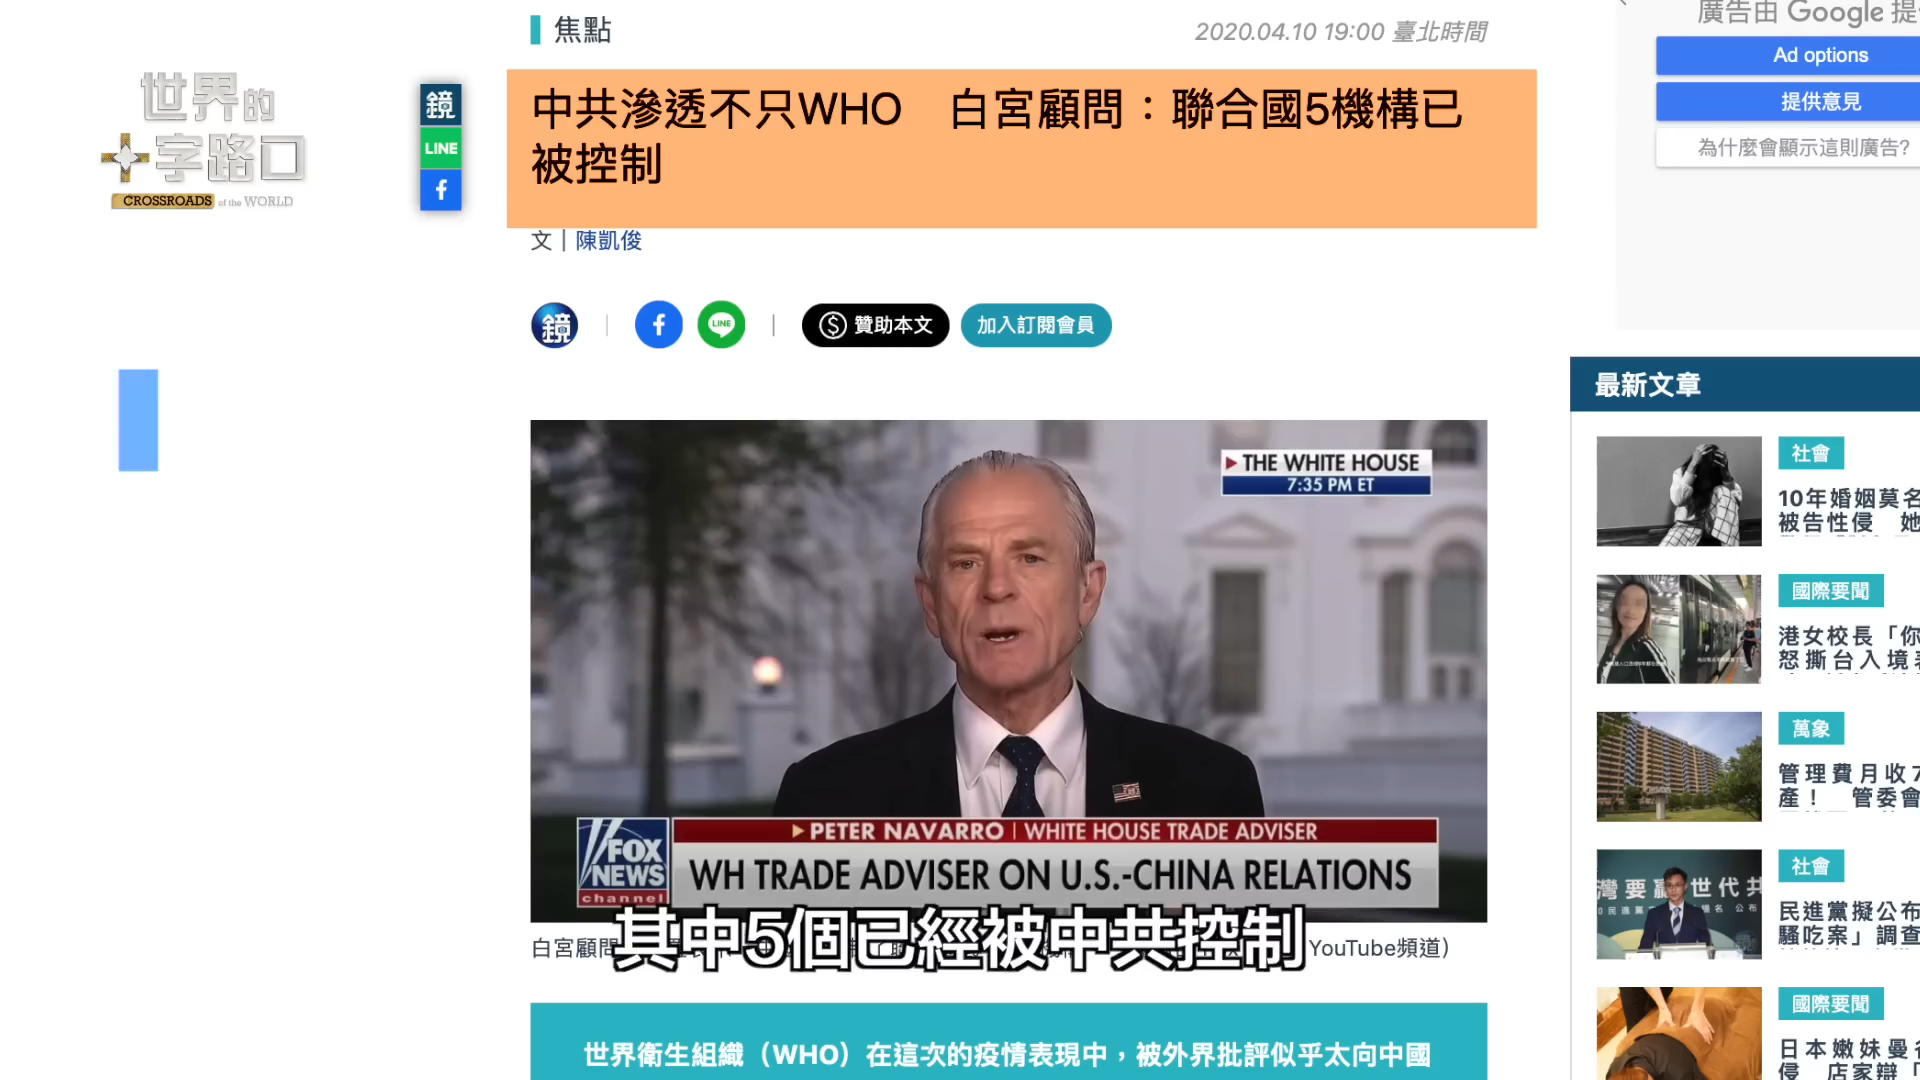 焦點
2020.04.10 19:00 臺北時間
廣告由 Google 提
Ad options
提供意見
為什麼會顯示這則廣告?
世界的
十字路口
CROSSROADS of the WORLD
鏡
LINE
f
中共滲透不只WHO　白宮顧問：聯合國5機構已
被控制
文｜陳凱俊
鏡
f
LINE
贊助本文
加入訂閱會員
THE WHITE HOUSE
7:35 PM ET
PETER NAVARRO | WHITE HOUSE TRADE ADVISER
FOX
NEWS
channel
WH TRADE ADVISER ON U.S.-CHINA RELATIONS
其中5個已經被中共控制
白宮顧問
YouTube頻道）
世界衛生組織（WHO）在這次的疫情表現中，被外界批評似乎太向中國
最新文章
社會
10年婚姻莫名
被告性侵　她
國際要聞
港女校長「你
怒撕台入境表
萬象
管理費月收7
產！　管委會
社會
民進黨擬公布
騷吃案」調查
國際要聞
日本嫩妹曼谷
侵　店家辯「